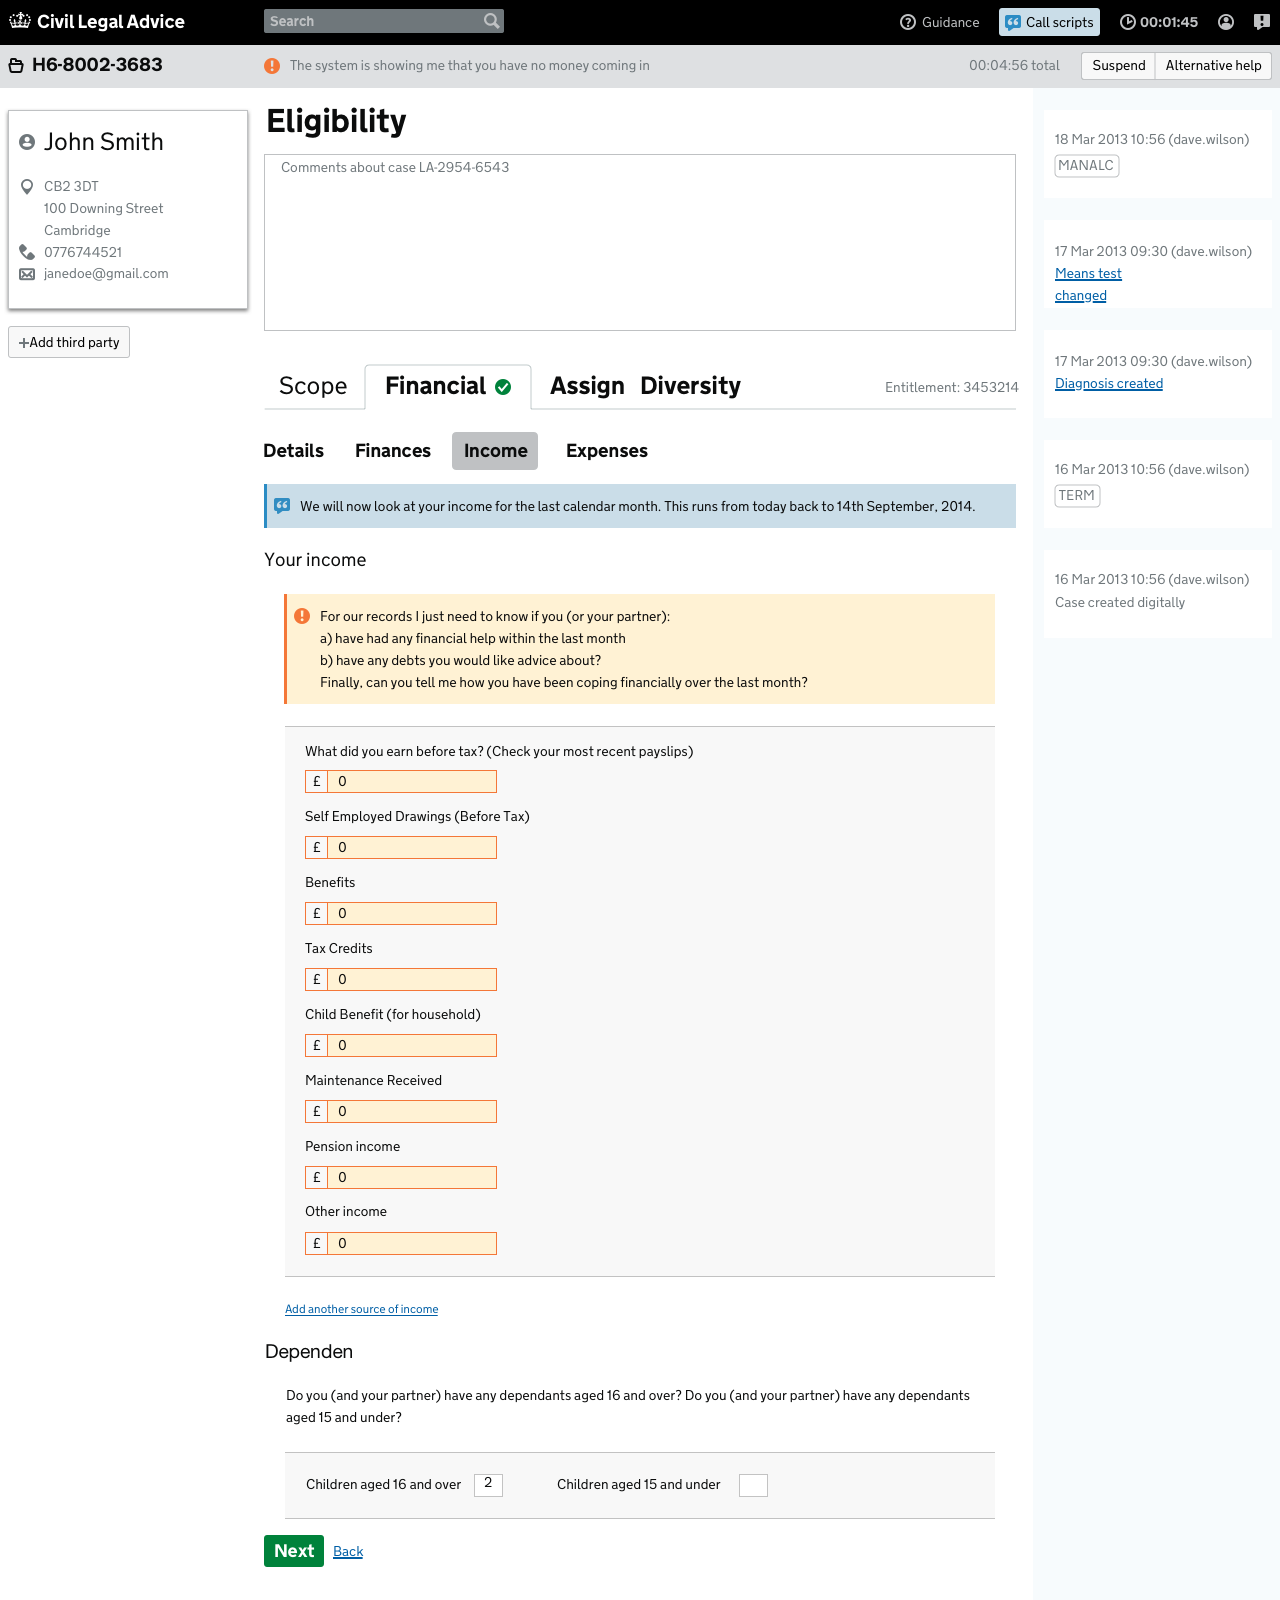 Civil Legal Advice
Search
Guidance
Call scripts
00:01:45
H6-8002-3683
The system is showing me that you have no money coming in
00:04:56 total
Suspend
Alternative help
John Smith
CB2 3DT
100 Downing Street
Cambridge
0776744521
janedoe@gmail.com
+Add third party
Eligibility
Comments about case LA-2954-6543
Scope
Financial
Assign
Diversity
Entitlement: 3453214
Details
Finances
Income
Expenses
We will now look at your income for the last calendar month. This runs from today back to 14th September, 2014.
Your income
For our records I just need to know if you (or your partner):
a) have had any financial help within the last month
b) have any debts you would like advice about?
Finally, can you tell me how you have been coping financially over the last month?
What did you earn before tax? (Check your most recent payslips)
£ 0
Self Employed Drawings (Before Tax)
£ 0
Benefits
£ 0
Tax Credits
£ 0
Child Benefit (for household)
£ 0
Maintenance Received
£ 0
Pension income
£ 0
Other income
£ 0
Add another source of income
Dependen
Do you (and your partner) have any dependants aged 16 and over? Do you (and your partner) have any dependants
aged 15 and under?
Children aged 16 and over 2
Children aged 15 and under
Next
Back
18 Mar 2013 10:56 (dave.wilson)
MANALC
17 Mar 2013 09:30 (dave.wilson)
Means test
changed
17 Mar 2013 09:30 (dave.wilson)
Diagnosis created
16 Mar 2013 10:56 (dave.wilson)
TERM
16 Mar 2013 10:56 (dave.wilson)
Case created digitally